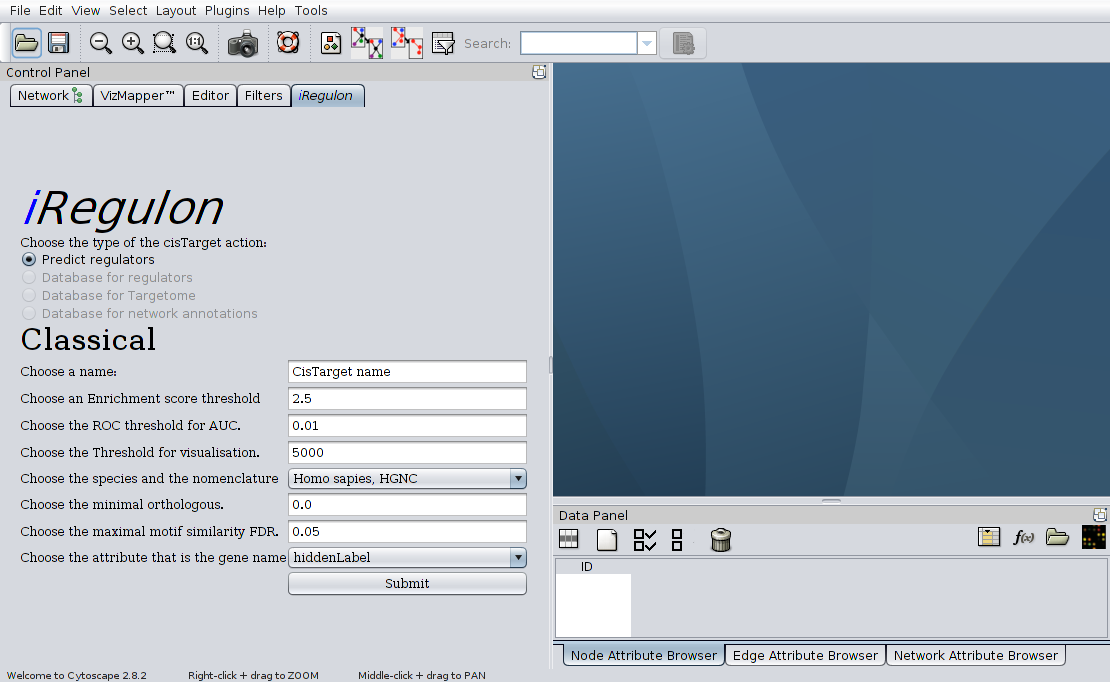 File Edit View Select Layout Plugins Help Tools
1:1 Search:
Control Panel
Network VizMapper™ Editor Filters iRegulon
iRegulon
Choose the type of the cisTarget action:
Predict regulators
Database for regulators
Database for Targetome
Database for network annotations
Classical
Choose a name: CisTarget name
Choose an Enrichment score threshold 2.5
Choose the ROC threshold for AUC. 0.01
Choose the Threshold for visualisation. 5000
Choose the species and the nomenclature Homo sapies, HGNC
Choose the minimal orthologous. 0.0
Choose the maximal motif similarity FDR. 0.05
Choose the attribute that is the gene name hiddenLabel
Submit
Data Panel
f(x)
ID
Node Attribute Browser Edge Attribute Browser Network Attribute Browser
Welcome to Cytoscape 2.8.2 Right-click + drag to ZOOM Middle-click + drag to PAN